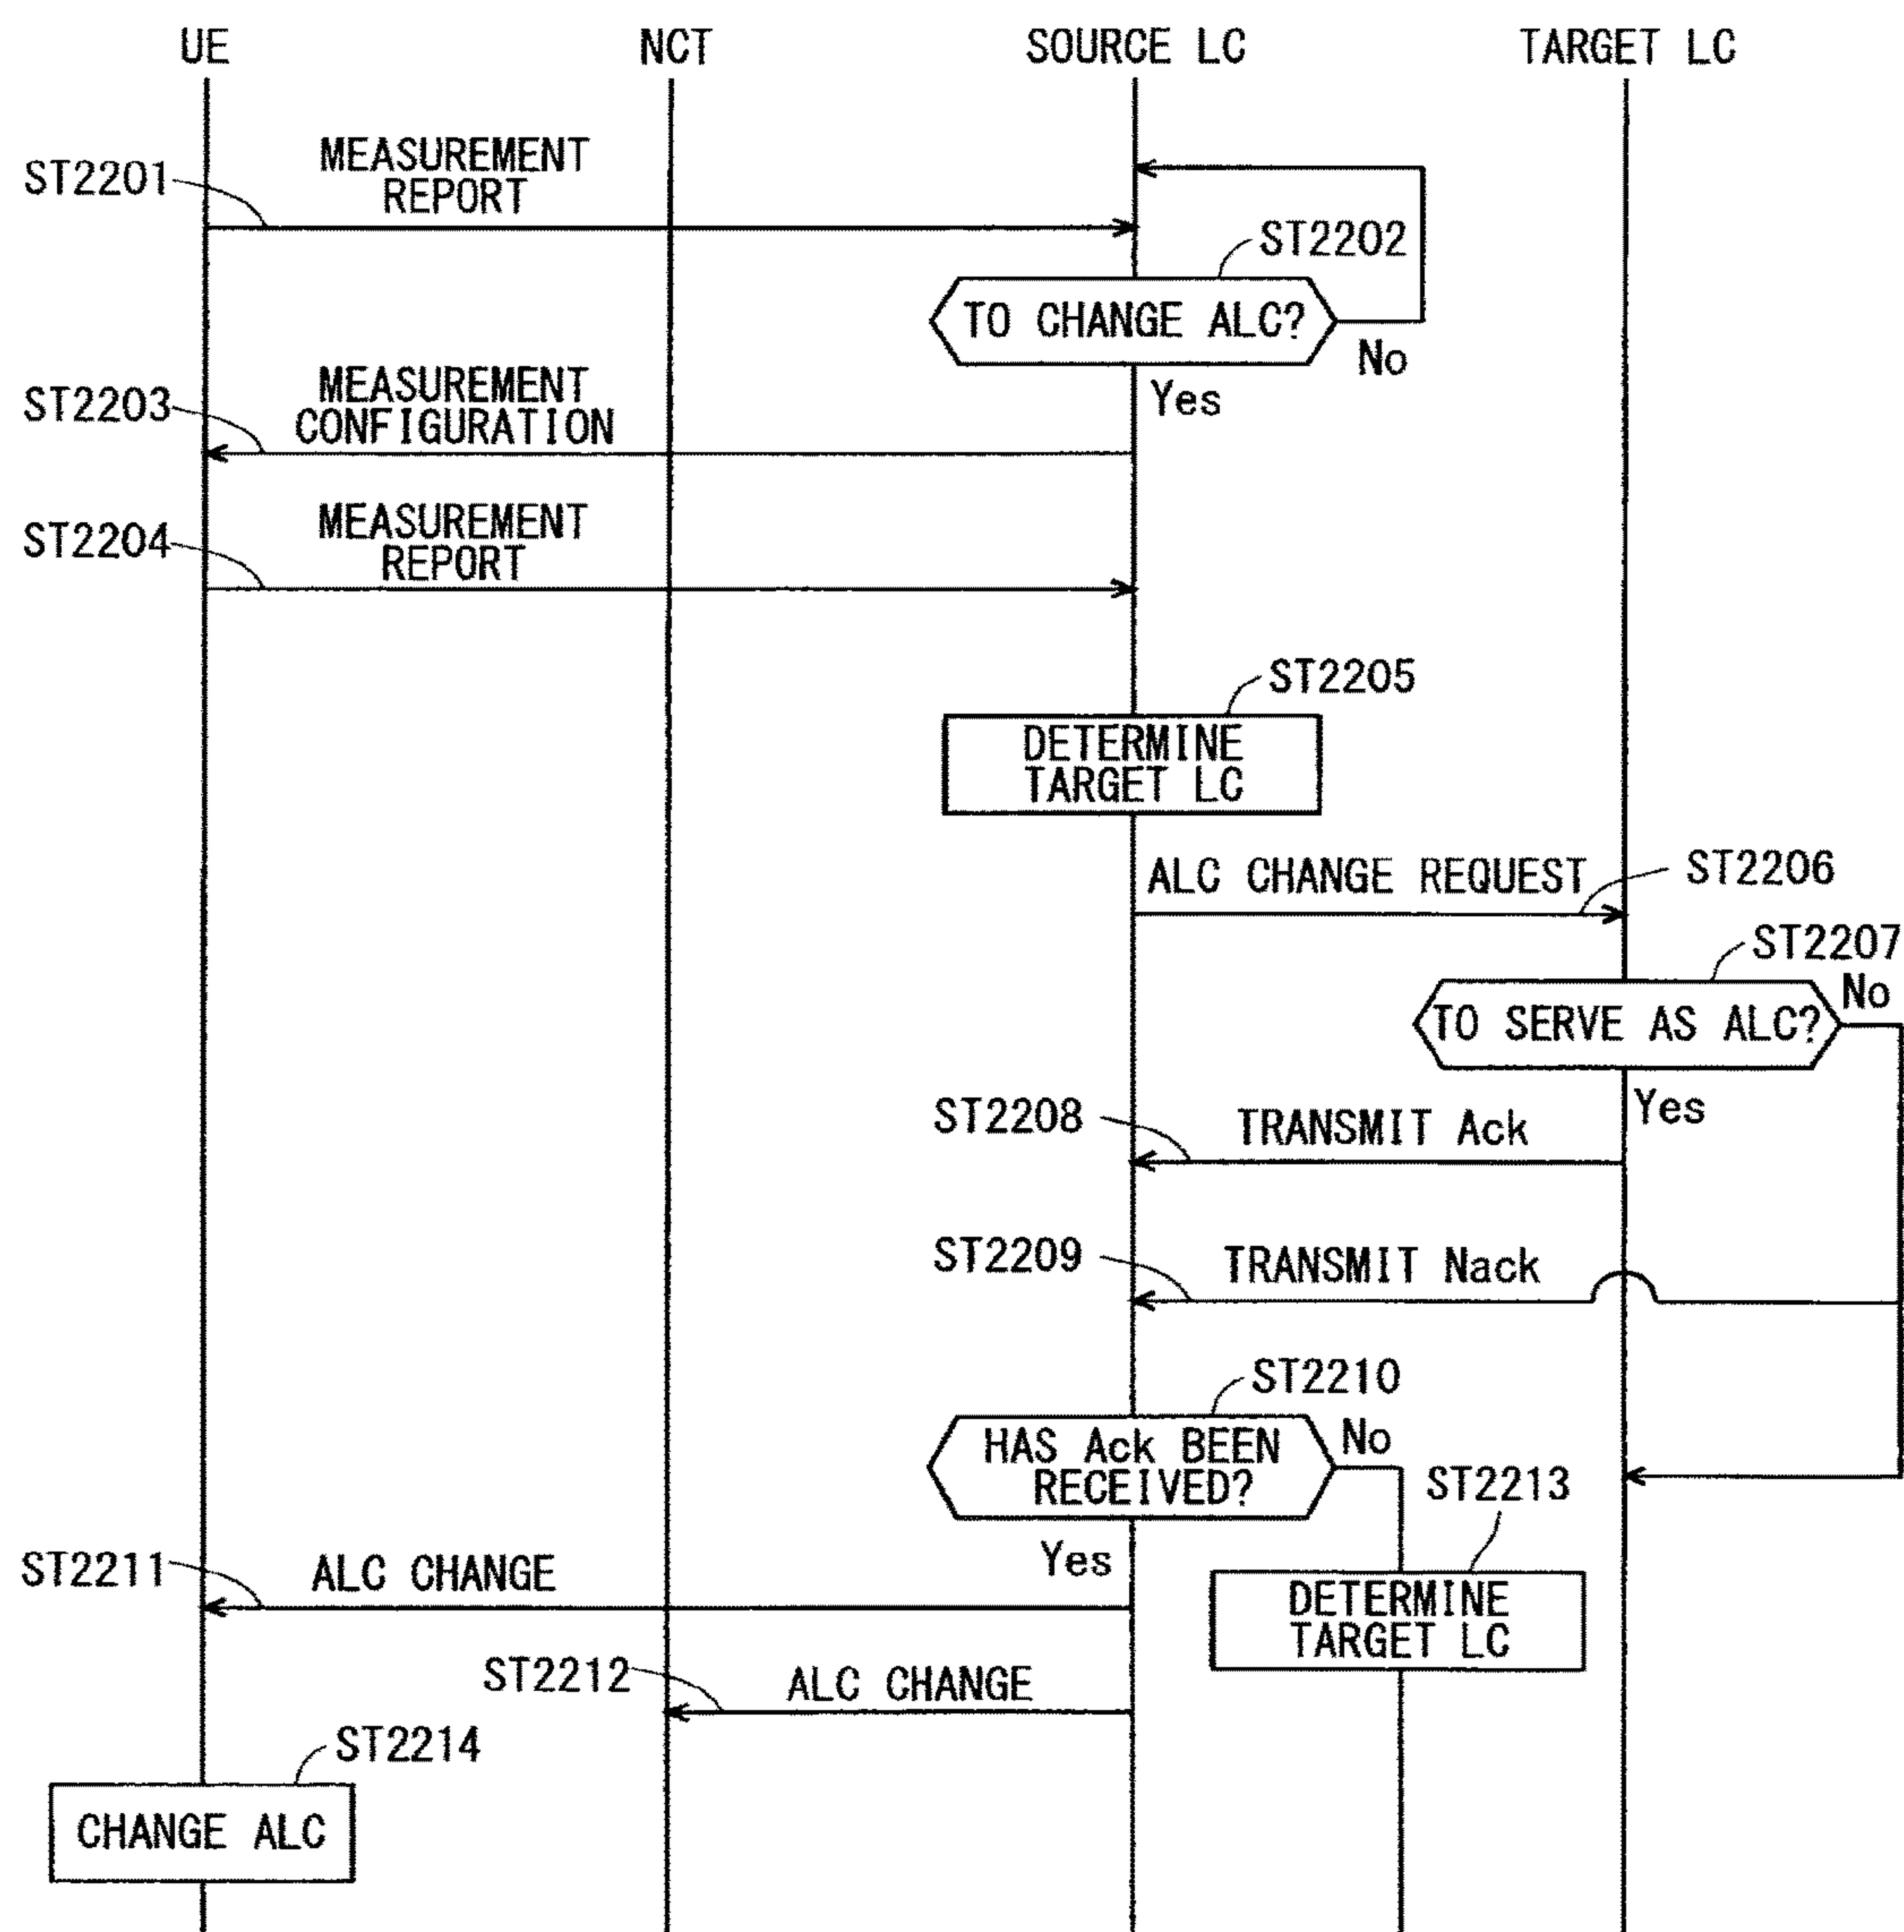 UE
NCT
SOURCE LC
TARGET LC
MEASUREMENT
REPORT
ST2201
ST2202
TO CHANGE ALC?
No
Yes
MEASUREMENT
CONFIGURATION
ST2203
MEASUREMENT
REPORT
ST2204
ST2205
DETERMINE
TARGET LC
ALC CHANGE REQUEST
ST2206
ST2207
No
TO SERVE AS ALC?
Yes
ST2208
TRANSMIT Ack
ST2209
TRANSMIT Nack
ST2210
HAS Ack BEEN
RECEIVED?
No
ST2213
Yes
ST2211
ALC CHANGE
DETERMINE
TARGET LC
ST2212
ALC CHANGE
ST2214
CHANGE ALC